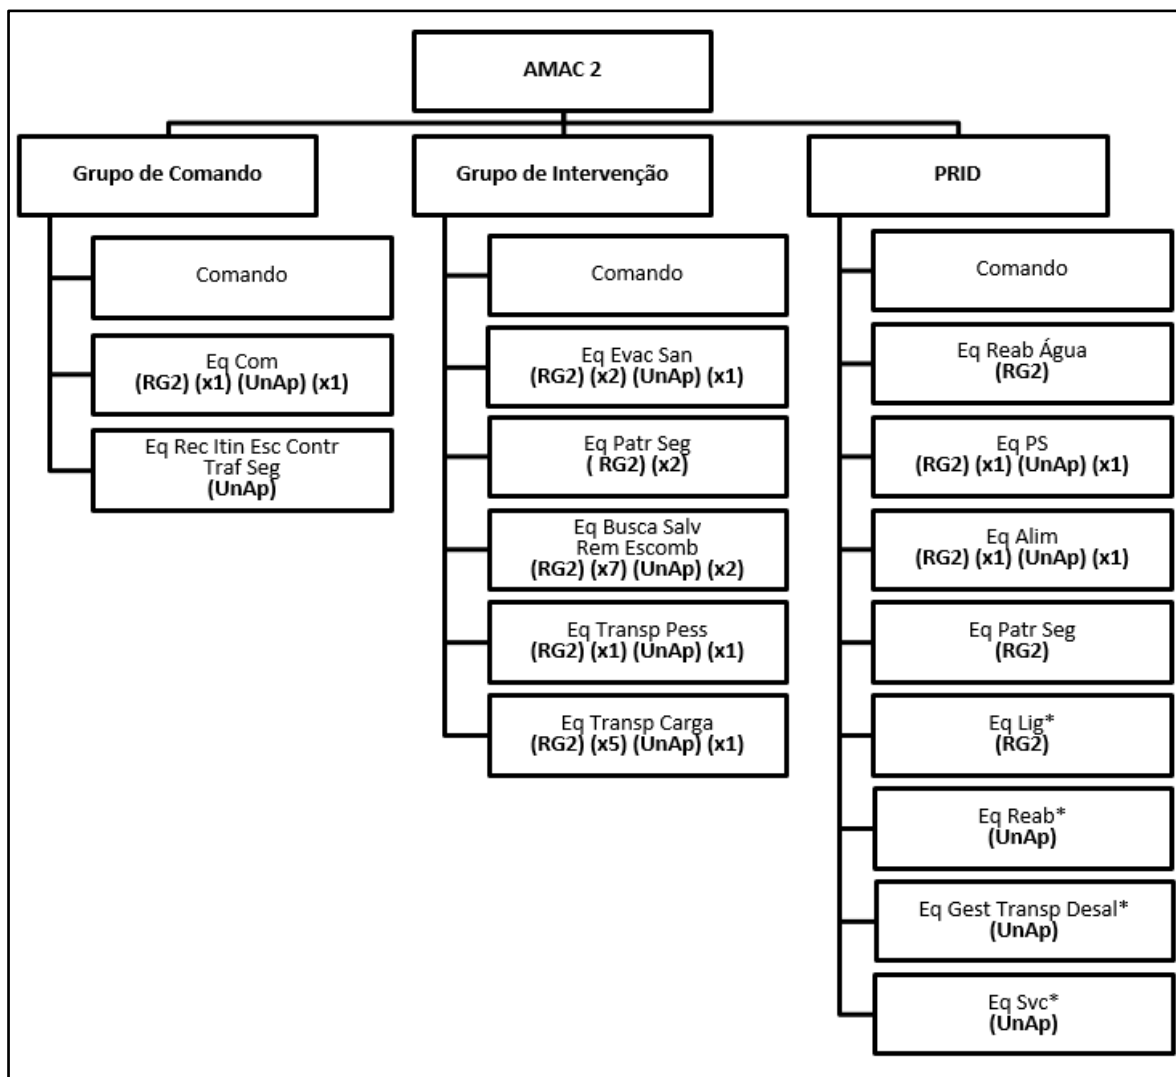 AMAC 2
Grupo de Comando
Comando
Eq Com
(RG2) (x1) (UnAp) (x1)
Eq Rec Itin Esc Contr
Traf Seg
(UnAp)
Grupo de Intervenção
Comando
Eq Evac San
(RG2) (x2) (UnAp) (x1)
Eq Patr Seg
( RG2) (x2)
Eq Busca Salv
Rem Escomb
(RG2) (x7) (UnAp) (x2)
Eq Transp Pess
(RG2) (x1) (UnAp) (x1)
Eq Transp Carga
(RG2) (x5) (UnAp) (x1)
PRID
Comando
Eq Reab Água
(RG2)
Eq PS
(RG2) (x1) (UnAp) (x1)
Eq Alim
(RG2) (x1) (UnAp) (x1)
Eq Patr Seg
(RG2)
Eq Lig*
(RG2)
Eq Reab*
(UnAp)
Eq Gest Transp Desal*
(UnAp)
Eq Svc*
(UnAp)